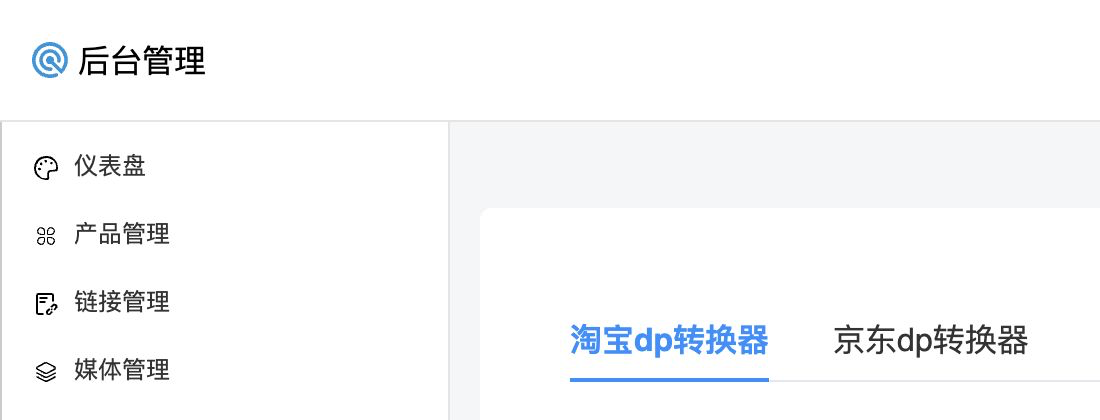 后台管理
仪表盘
产品管理
链接管理
媒体管理
淘宝dp转换器
京东dp转换器